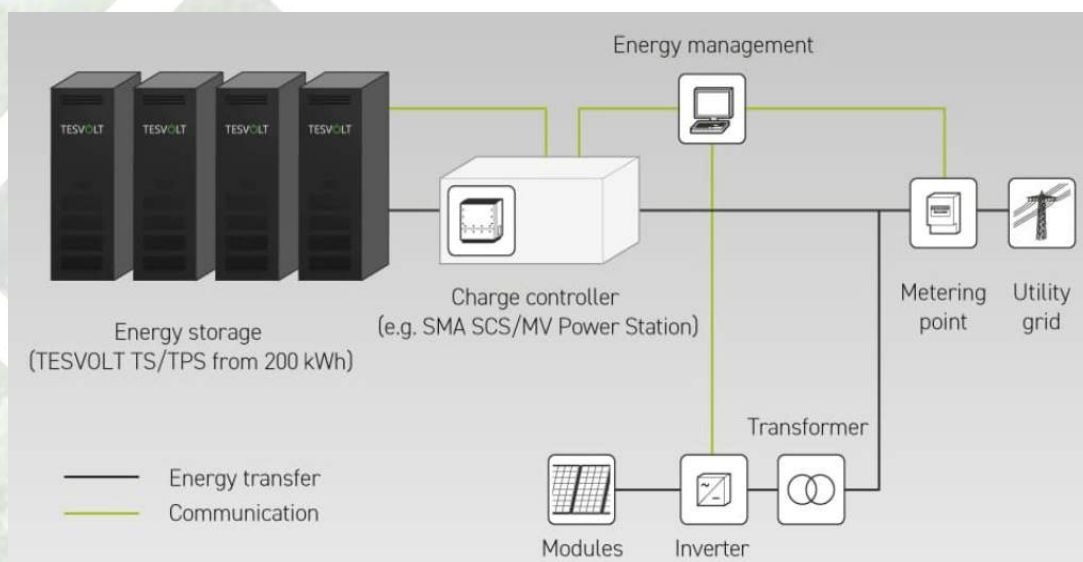 Energy management
TESVOLT TESVOLT TESVOLT TESVOLT
Energy storage
(TESVOLT TS/TPS from 200 kWh)
Charge controller
(e.g. SMA SCS/MV Power Station)
Metering
point
Utility
grid
Transformer
Energy transfer
Communication
Modules
Inverter